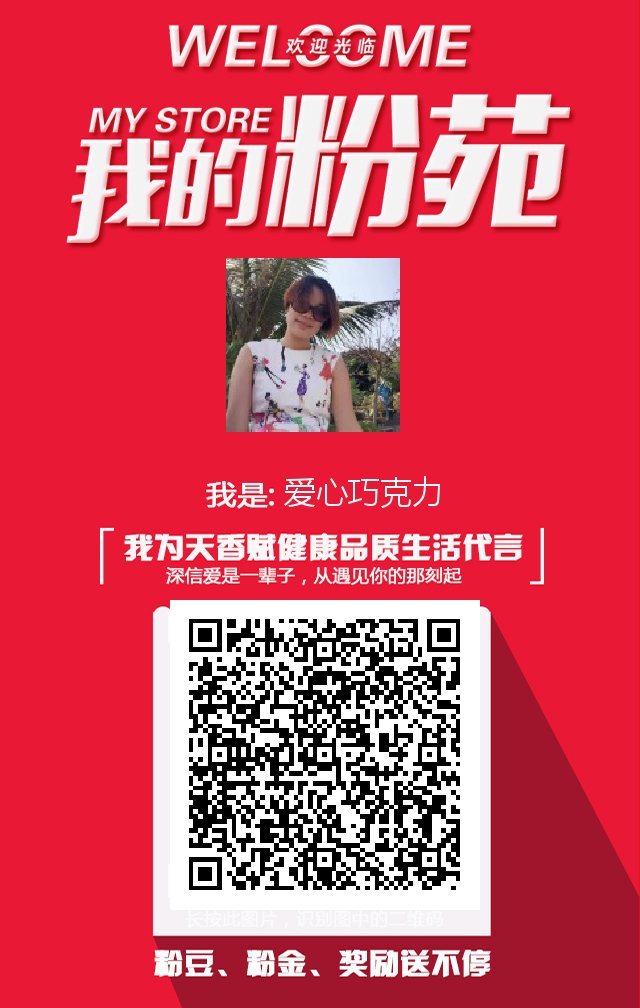 WELCOME
欢迎光临
MY STORE
我的粉苑
我是: 爱心巧克力
我为天香赋健康品质生活代言
深信爱是一辈子，从遇见你的那刻起
长按此图片，识别图中的二维码
粉豆、粉金、奖励送不停